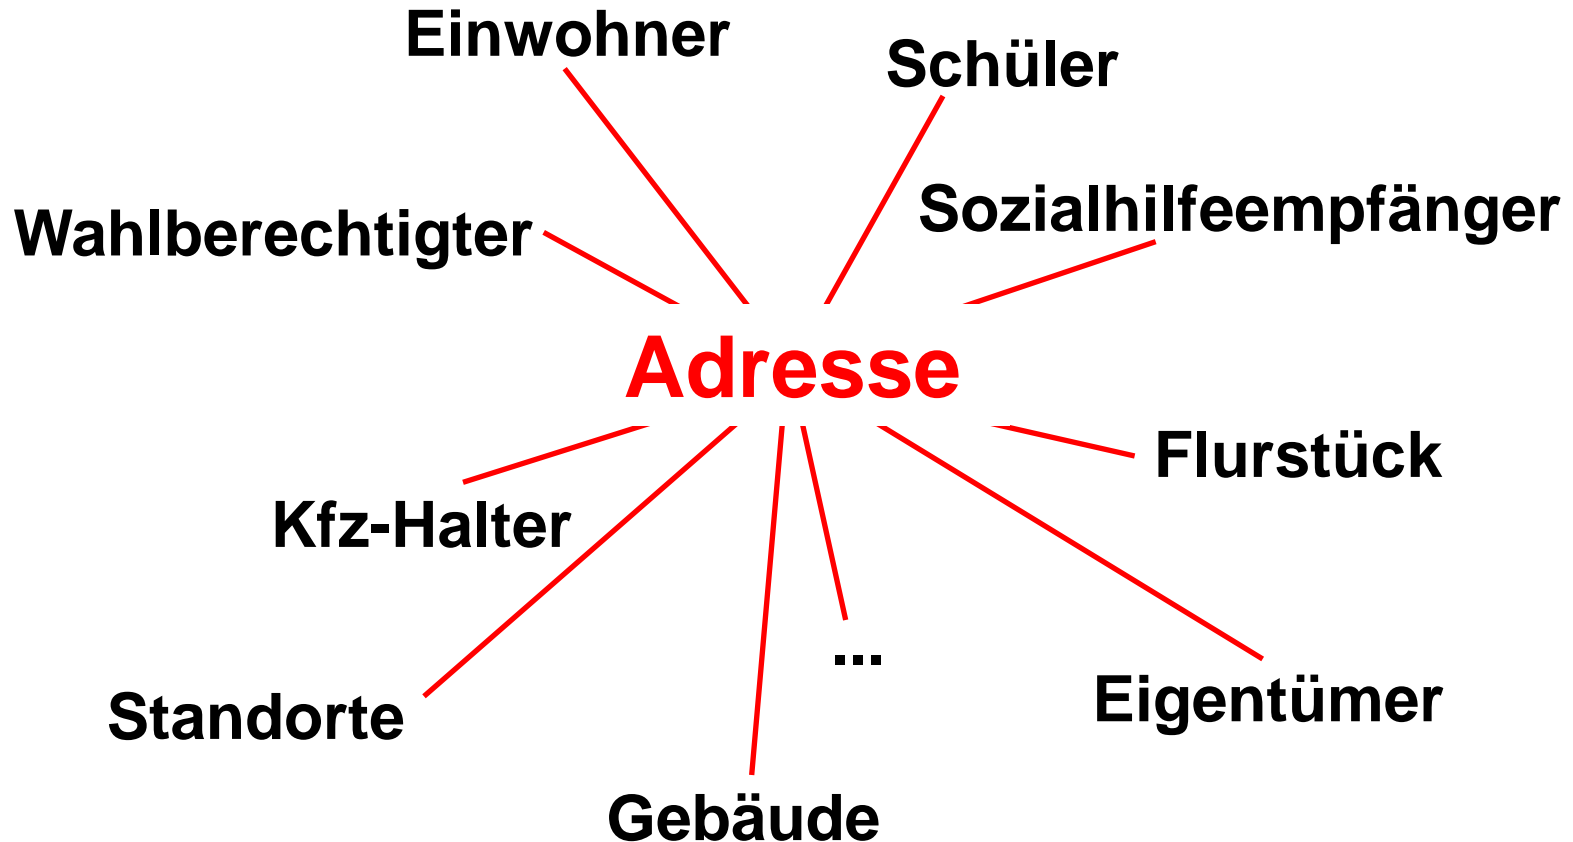 Einwohner
Schüler
Sozialhilfeempfänger
Wahlberechtigter
Adresse
Flurstück
Kfz-Halter
...
Eigentümer
Standorte
Gebäude